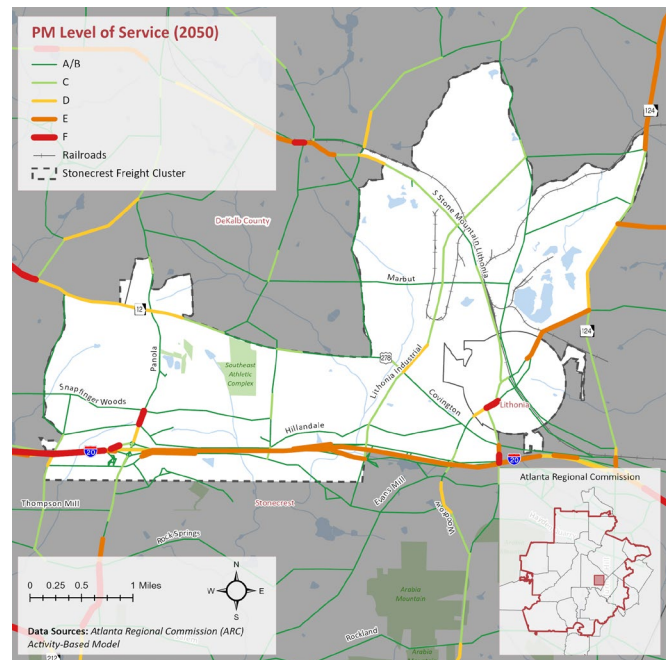 PM Level of Service (2050)
A/B
C
D
E
F
Railroads
Stonecrest Freight Cluster
124
DeKalb County
S Stone Mountain Lithonia
Marbut
12
Panola
278
124
Southeast
Athletic
Complex
Lithonia Industrial
Snapfinger Woods
Covington
Lithonia
Hillandale
20
20
Thompson Mill
Stonecrest
Evans Mill
Woodrow
Rock Springs
Atlanta Regional Commission
N
W E
S
0 0.25 0.5 1 Miles
Arabia
Mountain
Data Sources: Atlanta Regional Commission (ARC)
Activity-Based Model
Rockland
Arabia
212